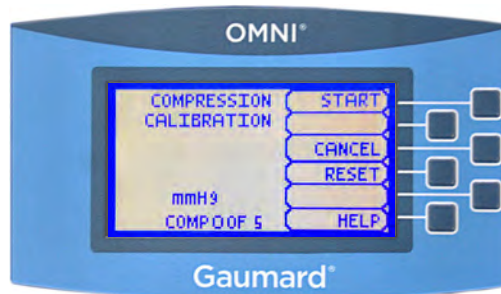 OMNI®
COMPRESSION
START
CALIBRATION
CANCEL
RESET
mmHg
COMP 0 OF 5
HELP
Gaumard®